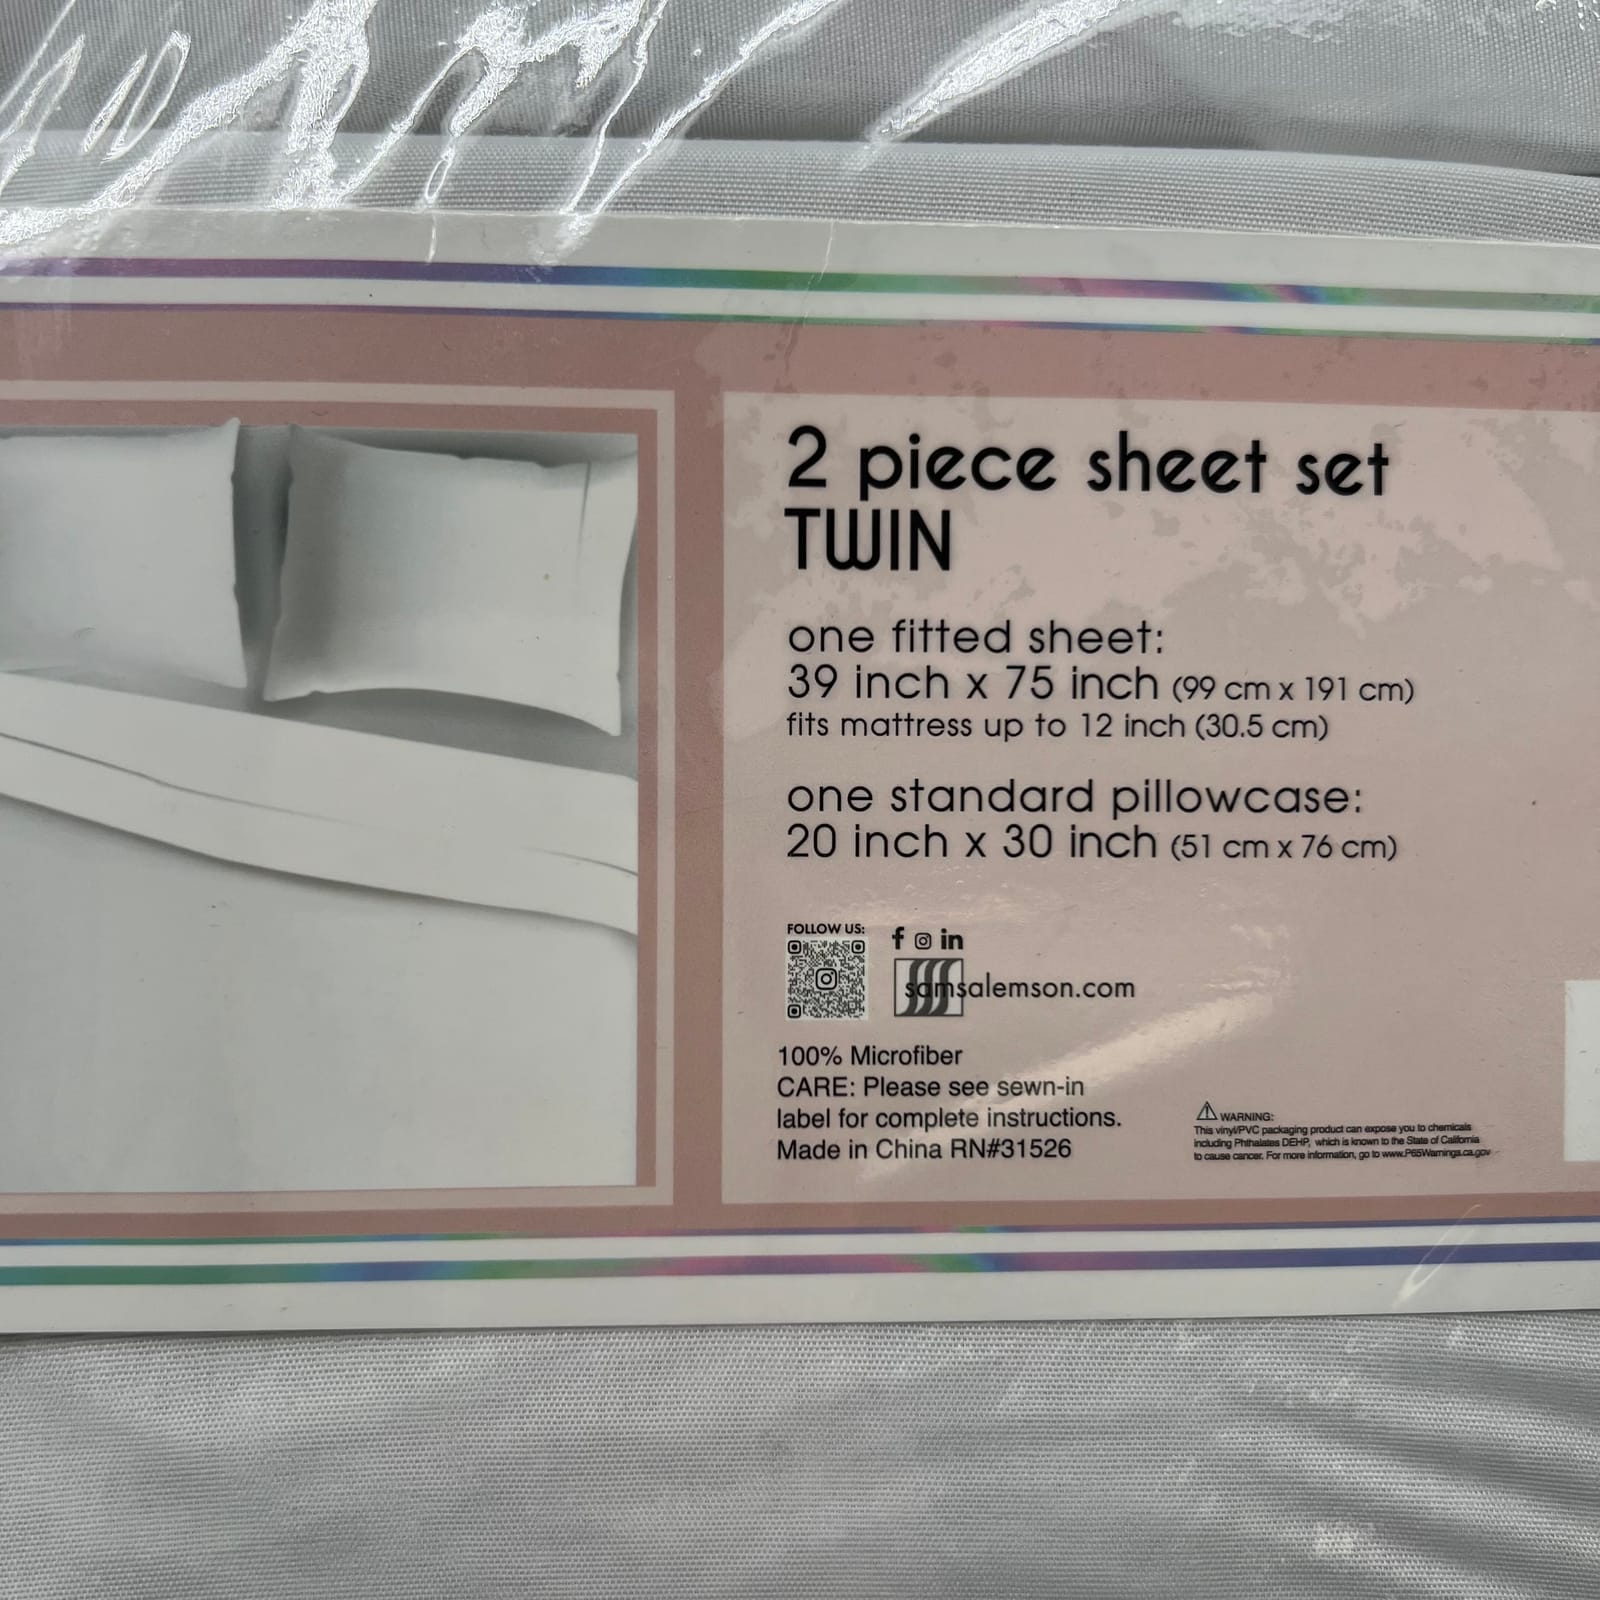 2 piece sheet set
TWIN
one fitted sheet:
39 inch x 75 inch (99 cm x 191 cm)
fits mattress up to 12 inch (30.5 cm)
one standard pillowcase:
20 inch x 30 inch (51 cm x 76 cm)
FOLLOW US:
f in
samsalemson.com
100% Microfiber
CARE: Please see sewn-in
label for complete instructions.
Made in China RN#31526
WARNING:
This vinyl/PVC packaging product can expose you to chemicals
including Phthalates DEHP, which is known to the State of California
to cause cancer. For more information, go to www.P65Warnings.ca.gov